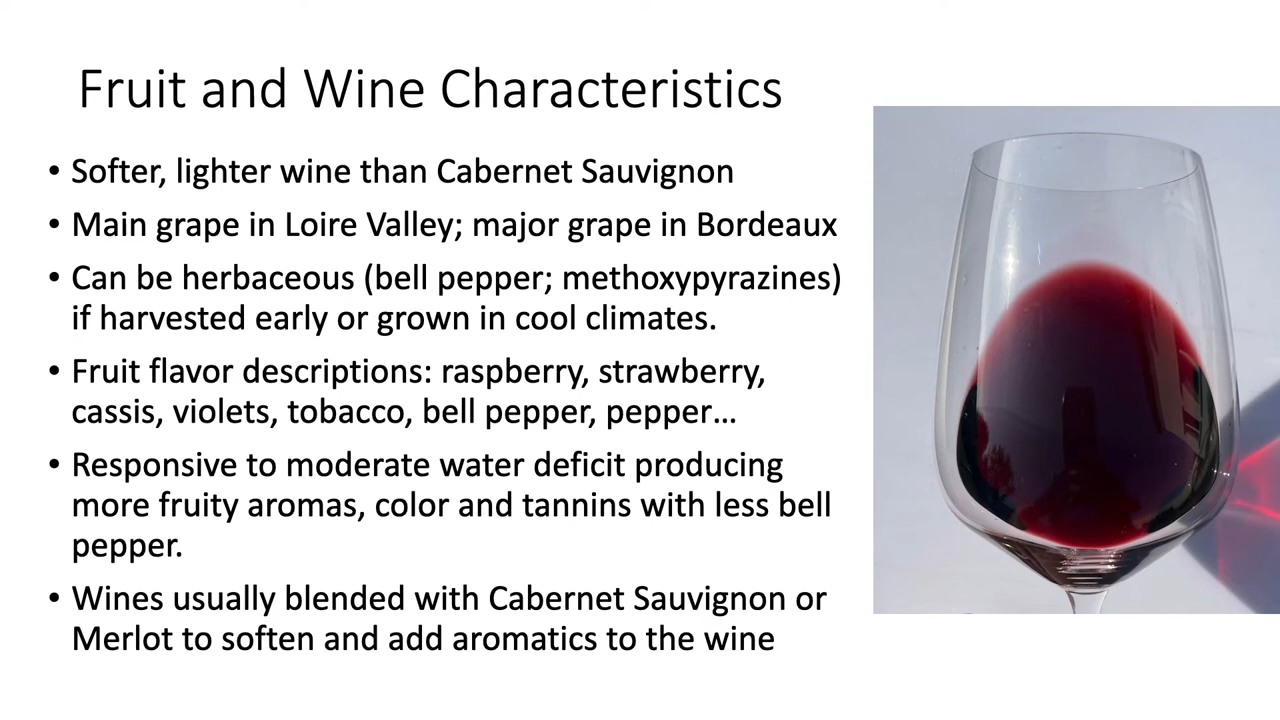 Fruit and Wine Characteristics
• Softer, lighter wine than Cabernet Sauvignon
• Main grape in Loire Valley; major grape in Bordeaux
• Can be herbaceous (bell pepper; methoxypyrazines)
if harvested early or grown in cool climates.
• Fruit flavor descriptions: raspberry, strawberry,
cassis, violets, tobacco, bell pepper, pepper…
• Responsive to moderate water deficit producing
more fruity aromas, color and tannins with less bell
pepper.
• Wines usually blended with Cabernet Sauvignon or
Merlot to soften and add aromatics to the wine